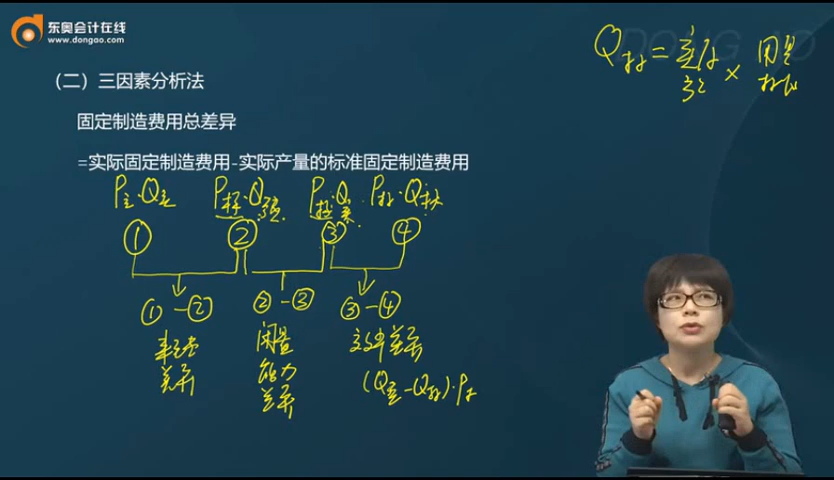 东奥会计在线
www.dongao.com
（二）三因素分析法
固定制造费用总差异
=实际固定制造费用-实际产量的标准固定制造费用
P实·Q实 P标·Q预 P标·Q实 P标·Q标
① ② ③ ④
①-② ②-③ ③-④
耗费差异
闲置能力差异
效率差异
(Q实-Q标)·P标
Q标=实际
×
用量
标准